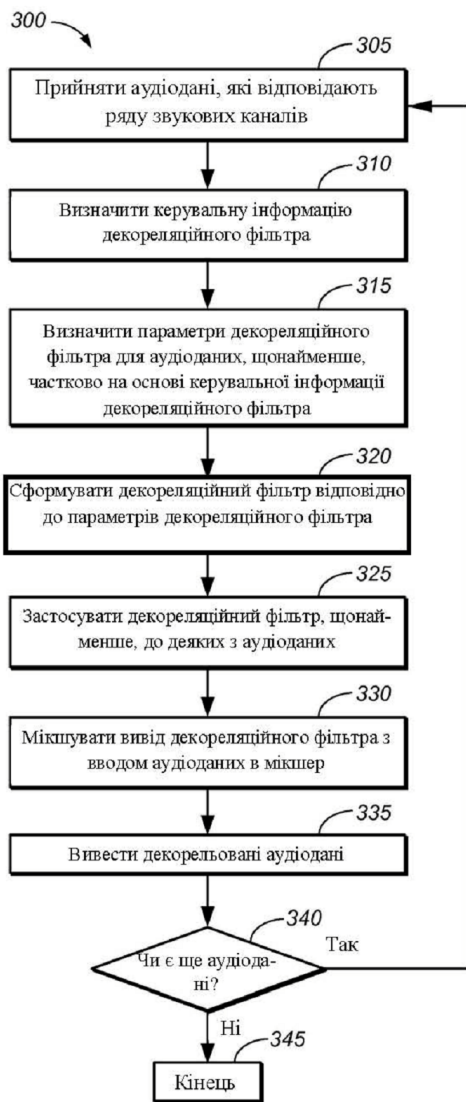 300
305
Прийняти аудіодані, які відповідають
ряду звукових каналів
310
Визначити керувальну інформацію
декореляційного фільтра
315
Визначити параметри декореляційного
фільтра для аудіоданих, щонайменше,
частково на основі керувальної інформації
декореляційного фільтра
320
Сформувати декореляційний фільтр відповідно
до параметрів декореляційного фільтра
325
Застосувати декореляційний фільтр, щонай-
менше, до деяких з аудіоданих
330
Мікшувати вивід декореляційного фільтра з
вводом аудіоданих в мікшер
335
Вивести декорельовані аудіодані
340
Чи є ще аудіода-
ні?
Так
Ні
345
Кінець